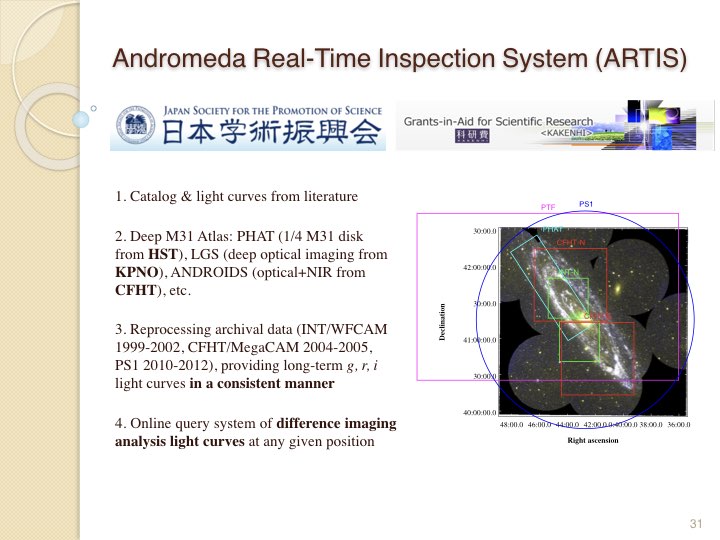 Andromeda Real-Time Inspection System (ARTIS)
JAPAN SOCIETY FOR THE PROMOTION OF SCIENCE
日本学術振興会
Grants-in-Aid for Scientific Research
科研費 <KAKENHI>
1. Catalog & light curves from literature
2. Deep M31 Atlas: PHAT (1/4 M31 disk
from HST), LGS (deep optical imaging from
KPNO), ANDROIDS (optical+NIR from
CFHT), etc.
3. Reprocessing archival data (INT/WFCAM
1999-2002, CFHT/MegaCAM 2004-2005,
PS1 2010-2012), providing long-term g, r, i
light curves in a consistent manner
4. Online query system of difference imaging
analysis light curves at any given position
PTF
PS1
PHAT
CFHT-N
30:00.0
42:00:00.0
30:00.0
41:00:00.0
30:00.0
40:00:00.0
Declination
48:00.0 46:00.0 44:00.0 42:00.0 0:40:00.0 38:00.0 36:00.0
Right ascension
31